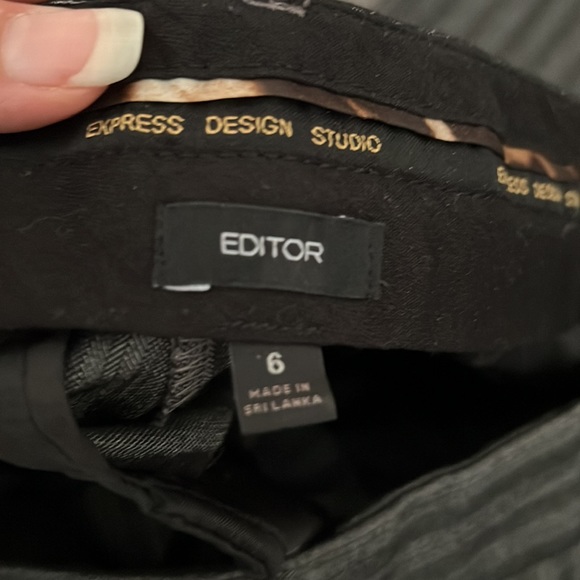 EXPRESS DESIGN STUDIO
EDITOR
6
MADE IN
SRI LANKA